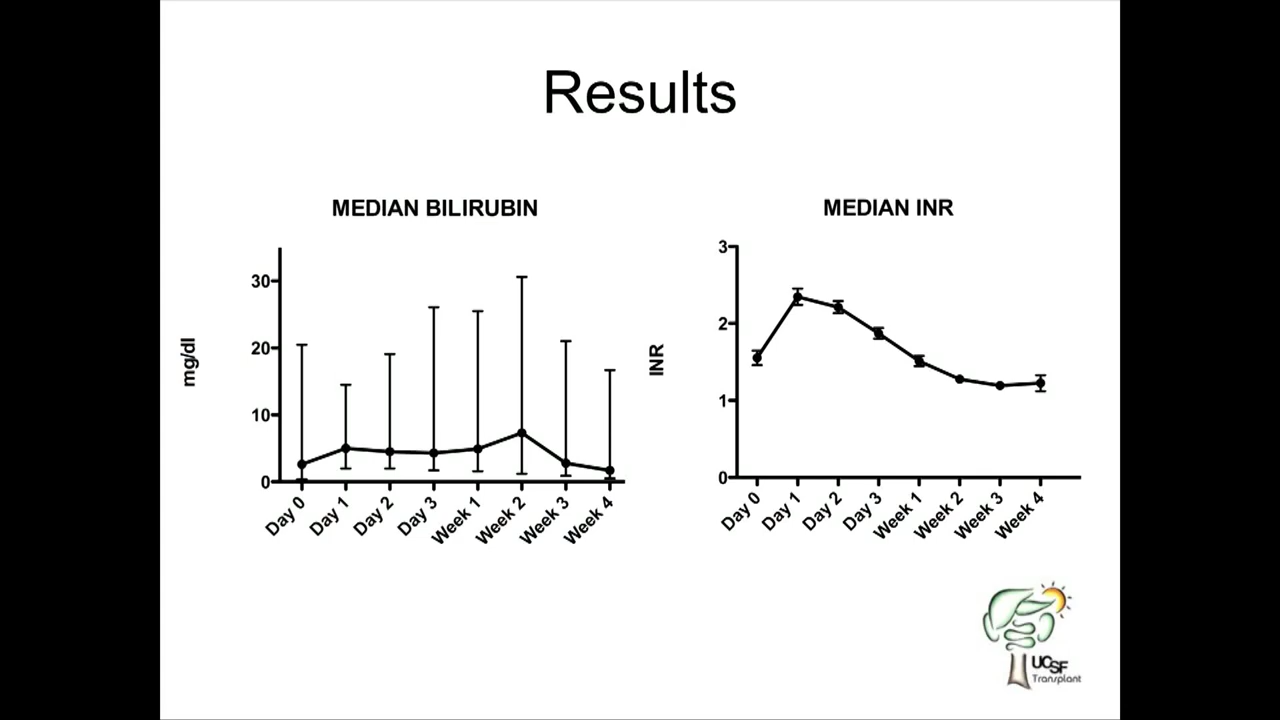 Results
MEDIAN BILIRUBIN
mg/dl
30
20
10
0
Day 0
Day 1
Day 2
Day 3
Week 1
Week 2
Week 3
Week 4
MEDIAN INR
INR
3
2
1
0
Day 0
Day 1
Day 2
Day 3
Week 1
Week 2
Week 3
Week 4
UCSF
Transplant